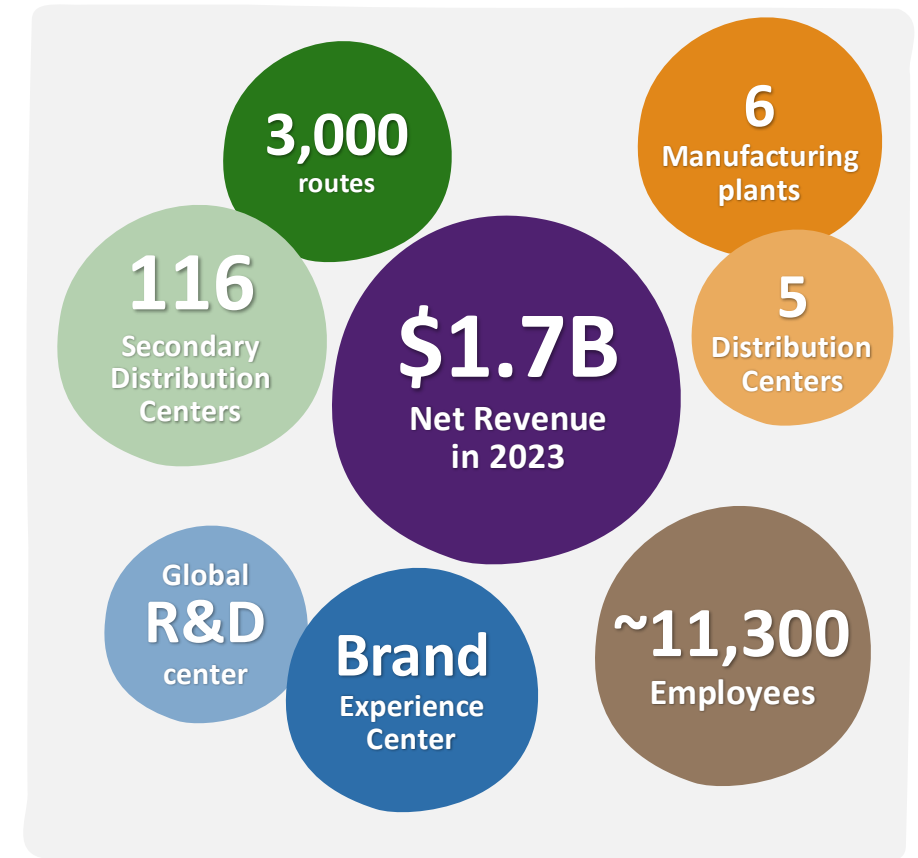 3,000
routes
6
Manufacturing
plants
116
Secondary
Distribution
Centers
$1.7B
Net Revenue
in 2023
5
Distribution
Centers
Global
R&D
center
Brand
Experience
Center
~11,300
Employees